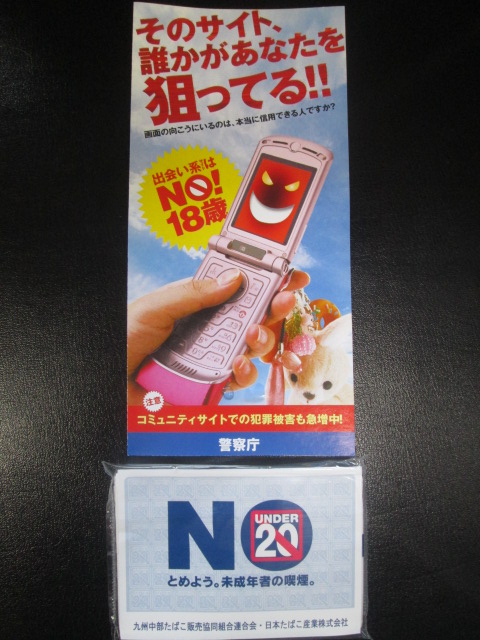 そのサイト、
誰かがあなたを
狙ってる!!
画面の向こうにいるのは、本当に信用できる人ですか？
出会い系サイトは
NO!
18歳
注意
コミュニティサイトでの犯罪被害も急増中!
警察庁
NO
UNDER
20
とめよう。未成年者の喫煙。
九州中部たばこ販売協同組合連合会・日本たばこ産業株式会社